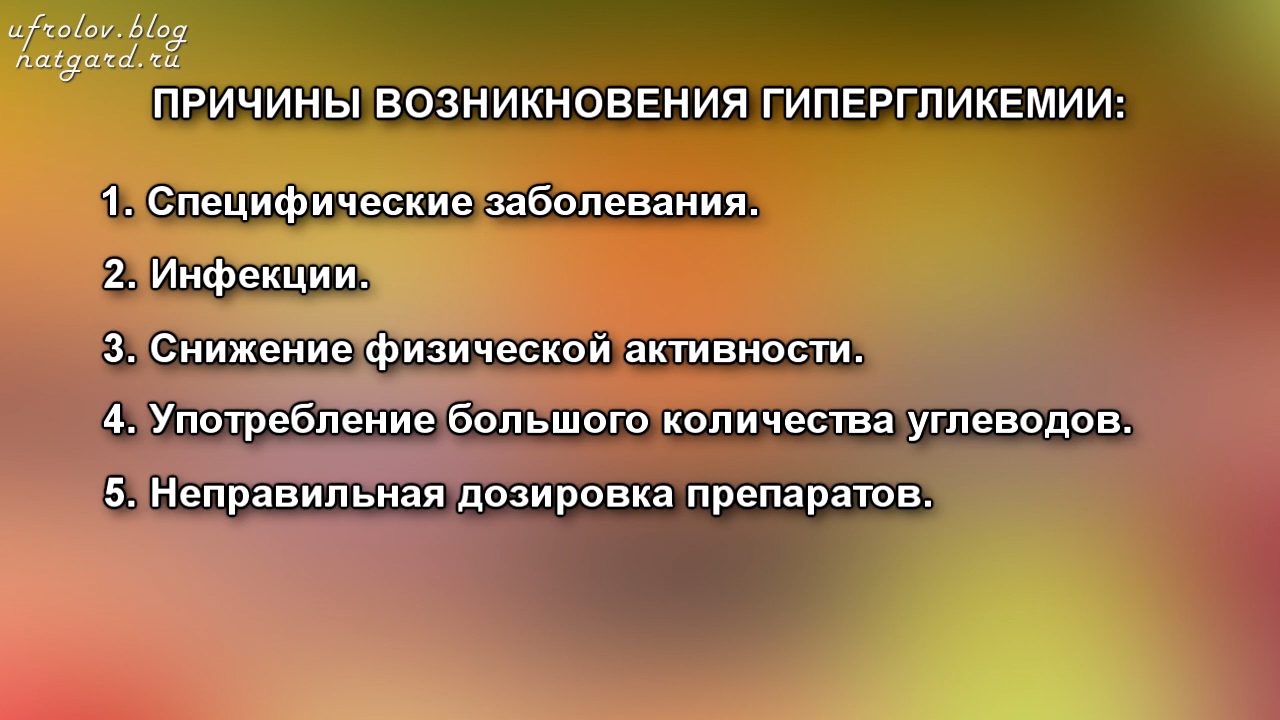 ufrolov.blog
natgard.ru
ПРИЧИНЫ ВОЗНИКНОВЕНИЯ ГИПЕРГЛИКЕМИИ:
1. Специфические заболевания.
2. Инфекции.
3. Снижение физической активности.
4. Употребление большого количества углеводов.
5. Неправильная дозировка препаратов.